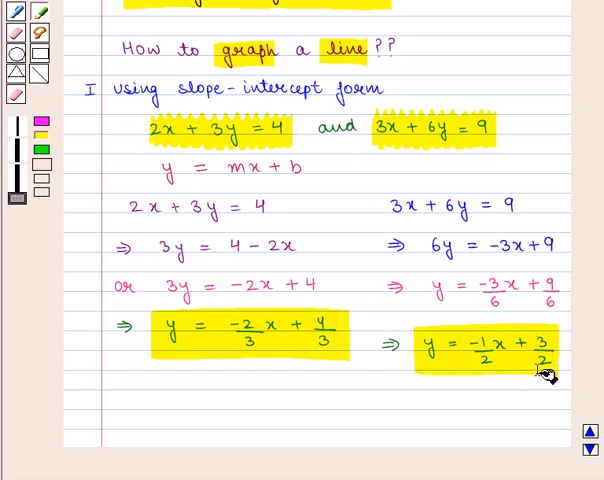 How to graph a line ??
I using slope-intercept form
2x + 3y = 4 and 3x + 6y = 9
y = mx + b
2x + 3y = 4 3x + 6y = 9
⇒ 3y = 4 - 2x ⇒ 6y = -3x + 9
or 3y = -2x + 4 ⇒ y = -3/6 x + 9/6
⇒ y = -2/3 x + 4/3 ⇒ y = -1/2 x + 3/2